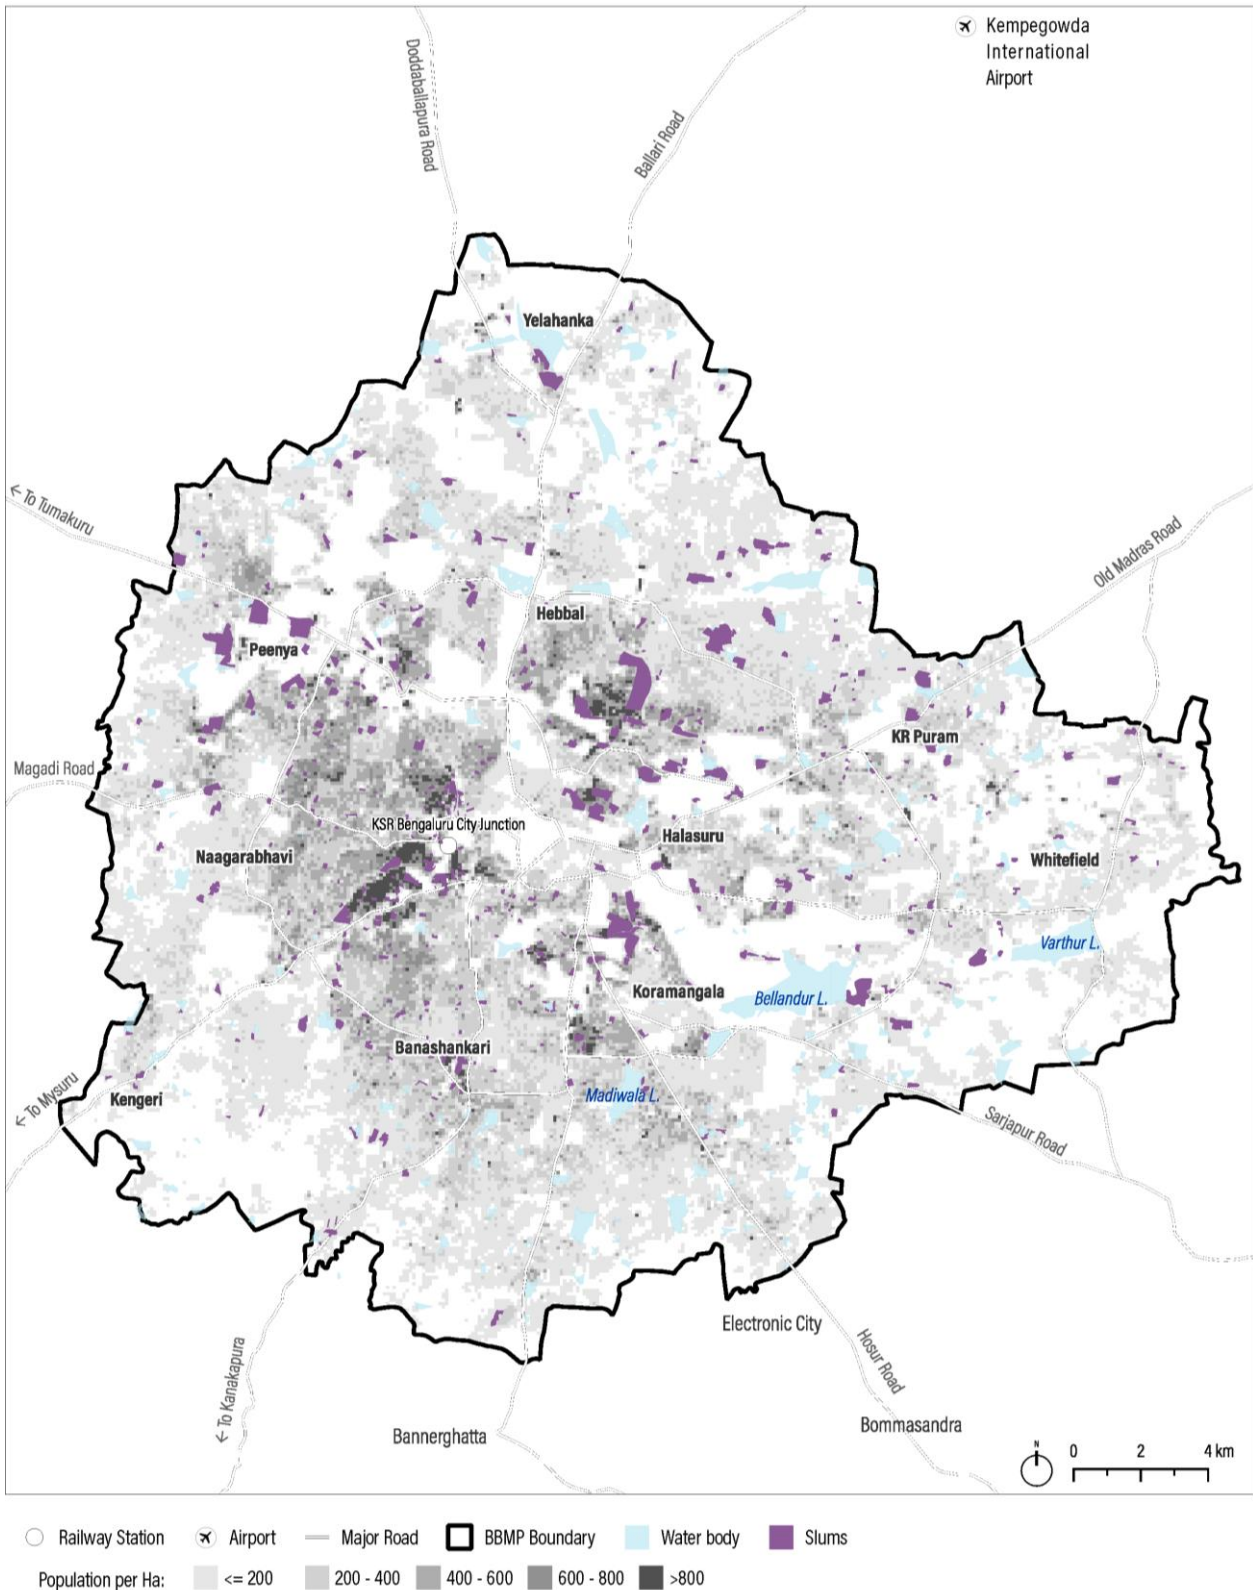 Kempegowda
International
Airport
Doddaballapura Road
Ballari Road
Yelahanka
← To Tumakuru
Old Madras Road
Hebbal
Peenya
KR Puram
Magadi Road
KSR Bengaluru City Junction
Halasuru
Naagarabhavi
Whitefield
Varthur L.
Koramangala
Bellandur L.
Banashankari
Madiwala L.
← To Mysuru
Kengeri
Sarjapur Road
Electronic City
Hosur Road
← To Kanakapura
Bannerghatta
Bommasandra
N
0 2 4 km
Railway Station Airport Major Road BBMP Boundary Water body Slums
Population per Ha: <= 200 200 - 400 400 - 600 600 - 800 >800